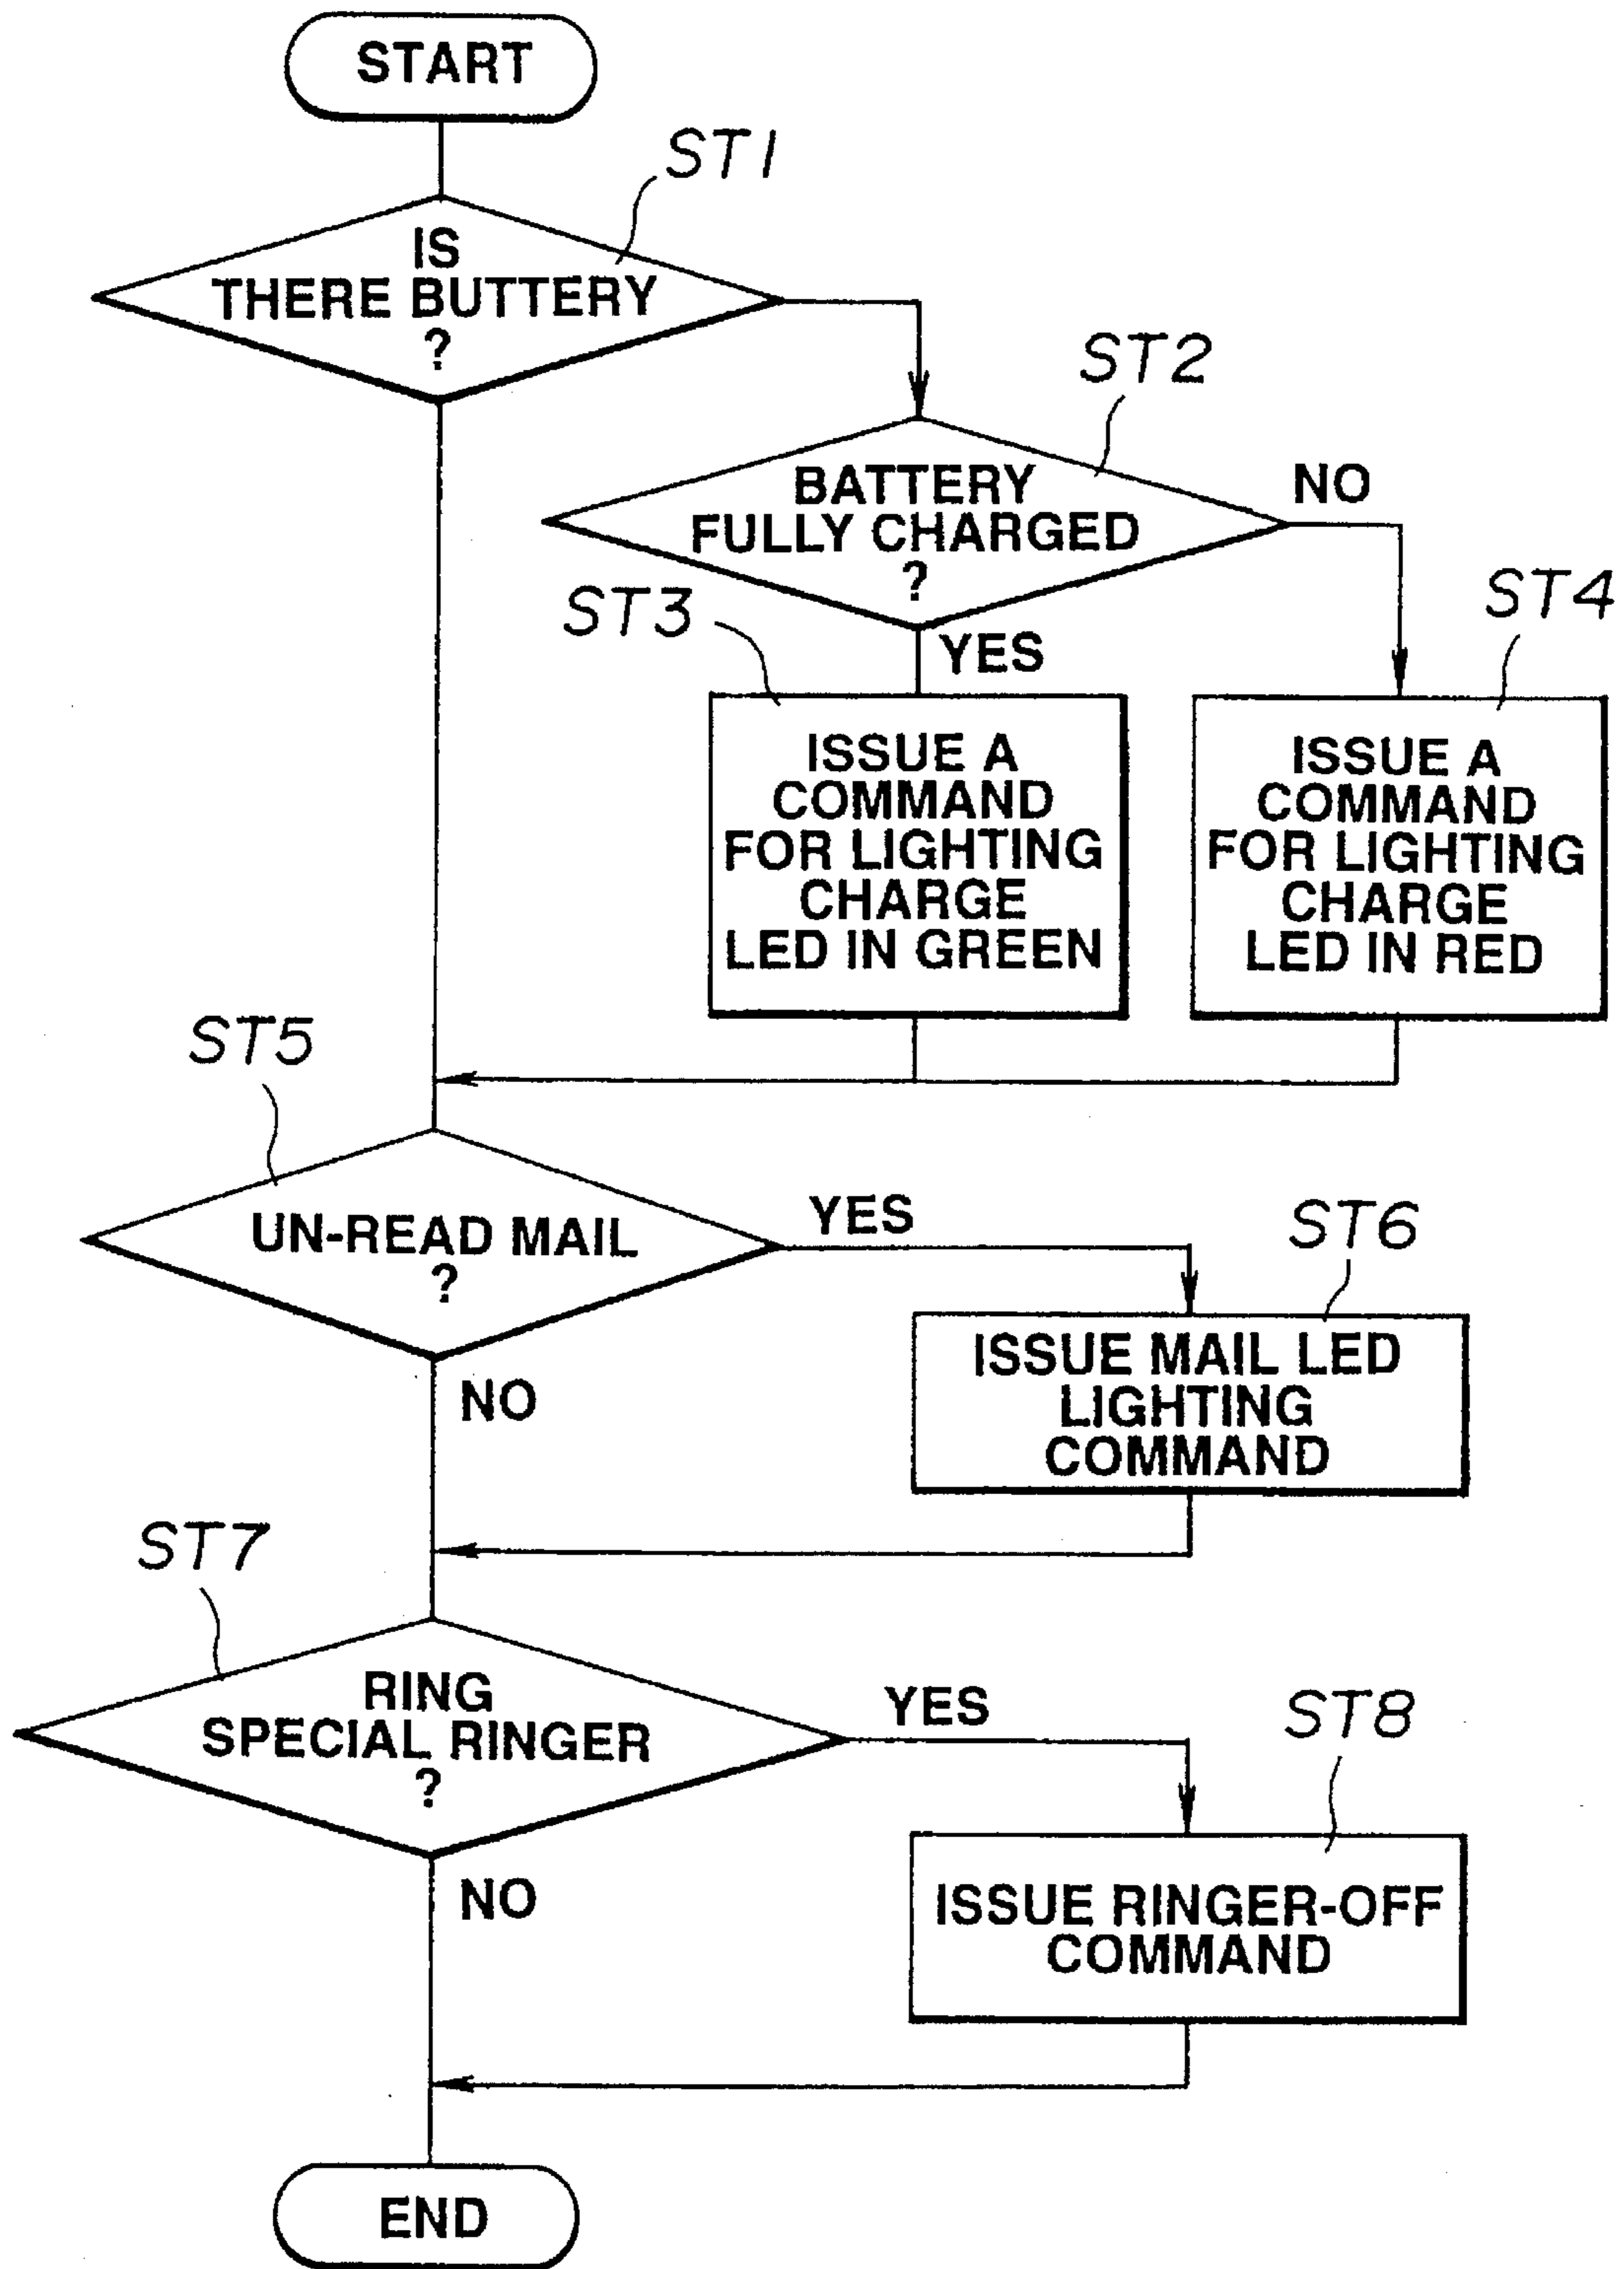 START
ST1
IS
THERE BUTTERY
?
ST2
BATTERY
FULLY CHARGED
?
NO
ST3
YES
ST4
ISSUE A
COMMAND
FOR LIGHTING
CHARGE
LED IN GREEN
ISSUE A
COMMAND
FOR LIGHTING
CHARGE
LED IN RED
ST5
UN-READ MAIL
?
YES
NO
ST6
ISSUE MAIL LED
LIGHTING
COMMAND
ST7
RING
SPECIAL RINGER
?
YES
NO
ST8
ISSUE RINGER-OFF
COMMAND
END